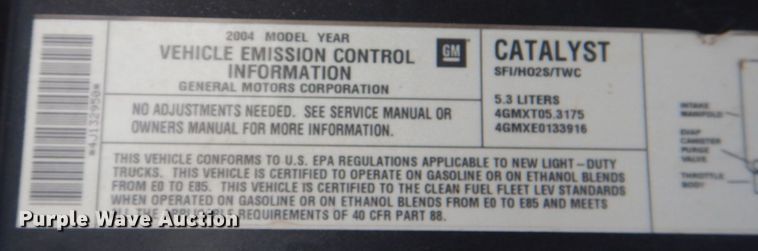 2004 MODEL YEAR
VEHICLE EMISSION CONTROL
INFORMATION
GENERAL MOTORS CORPORATION
GM
NO ADJUSTMENTS NEEDED. SEE SERVICE MANUAL OR
OWNERS MANUAL FOR MORE INFORMATION.
CATALYST
SFI/HO2S/TWC
5.3 LITERS
4GMXT05.3175
4GMXE0133916
THIS VEHICLE CONFORMS TO U.S. EPA REGULATIONS APPLICABLE TO NEW LIGHT-DUTY
TRUCKS. THIS VEHICLE IS CERTIFIED TO OPERATE ON GASOLINE OR ON ETHANOL BLENDS
FROM E0 TO E85. THIS VEHICLE IS CERTIFIED TO THE CLEAN FUEL FLEET LEV STANDARDS
WHEN OPERATED ON GASOLINE OR ON ETHANOL BLENDS FROM E0 TO E85 AND MEETS
ALL THE APPLICABLE REQUIREMENTS OF 40 CFR PART 88.
*4J132950*
INTAKE
MANIFOLD
EVAP
CANISTER
PURGE
VALVE
THROTTLE
BODY
Purple Wave Auction